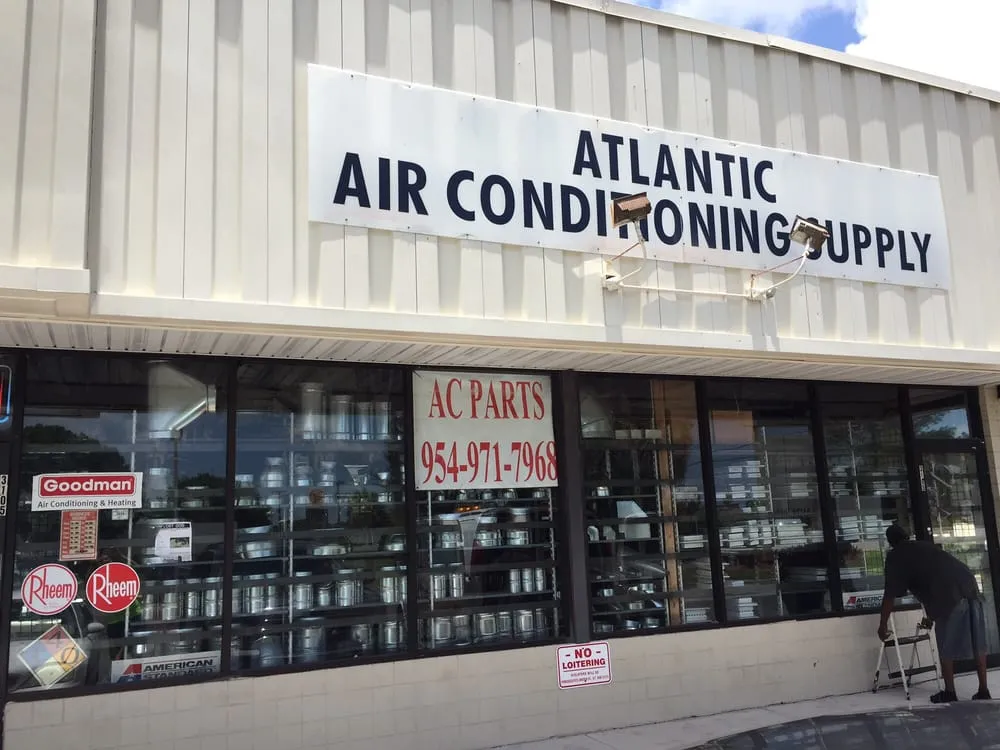 ATLANTIC
AIR CONDITIONING SUPPLY
AC PARTS
954-971-7968
Goodman
Air Conditioning & Heating
Rheem
Rheem
AMERICAN
STANDARD
- NO -
LOITERING
AMERICAN
3105